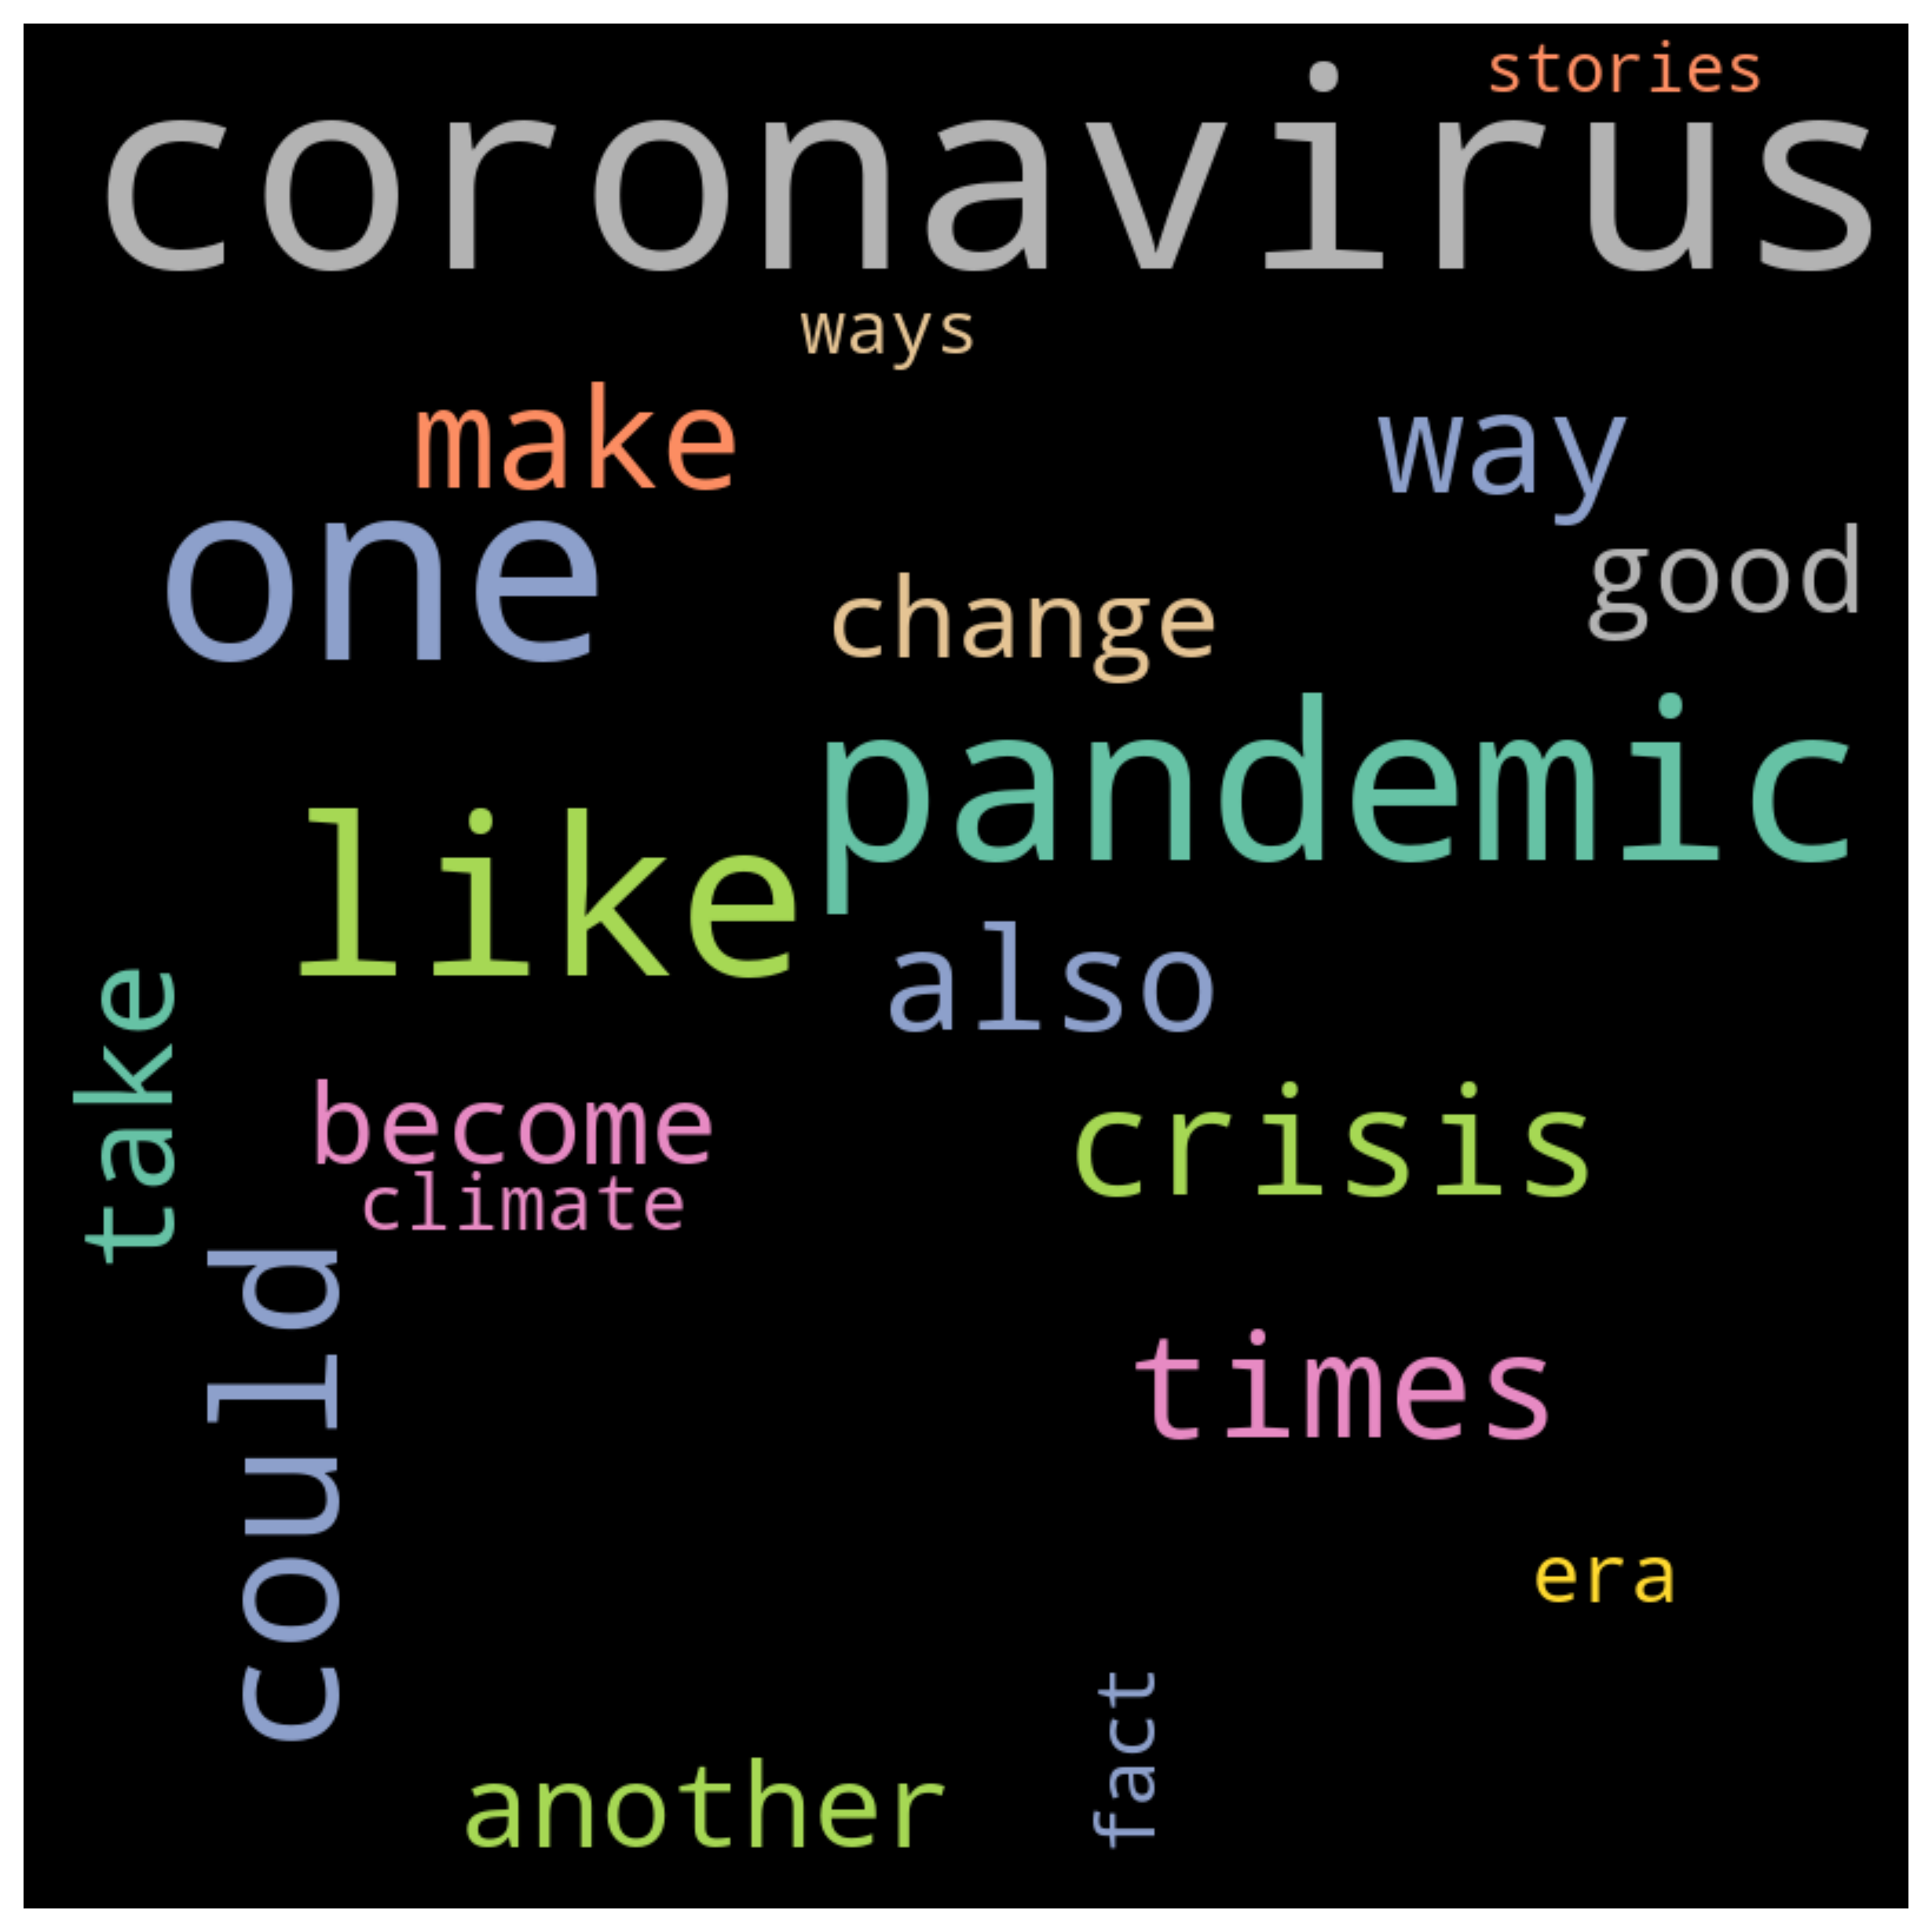 stories
coronavirus
ways
make
way
one
good
change
pandemic
like
also
take
become
crisis
climate
could
times
era
fact
another